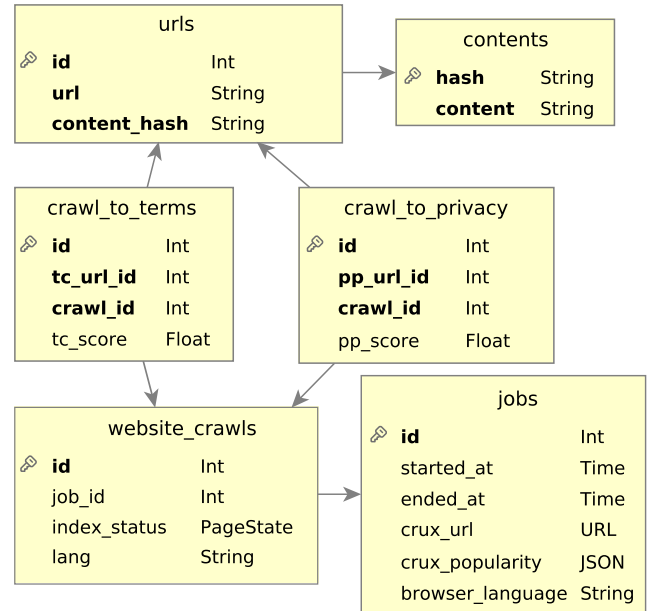 urls
id Int
url String
content_hash String
contents
hash String
content String
crawl_to_terms
id Int
tc_url_id Int
crawl_id Int
tc_score Float
crawl_to_privacy
id Int
pp_url_id Int
crawl_id Int
pp_score Float
website_crawls
id Int
job_id Int
index_status PageState
lang String
jobs
id Int
started_at Time
ended_at Time
crux_url URL
crux_popularity JSON
browser_language String